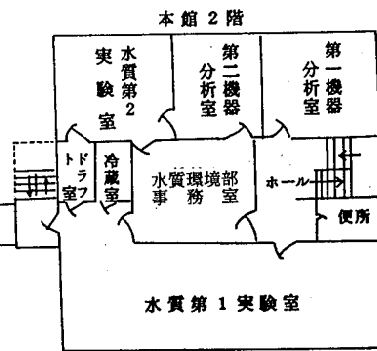 本館2階
水質第2
実験室
第二機器
分析室
第一機器
分析室
ドラフ
ト室
冷蔵室
水質環境部
事務室
ホール
便所
水質第1実験室